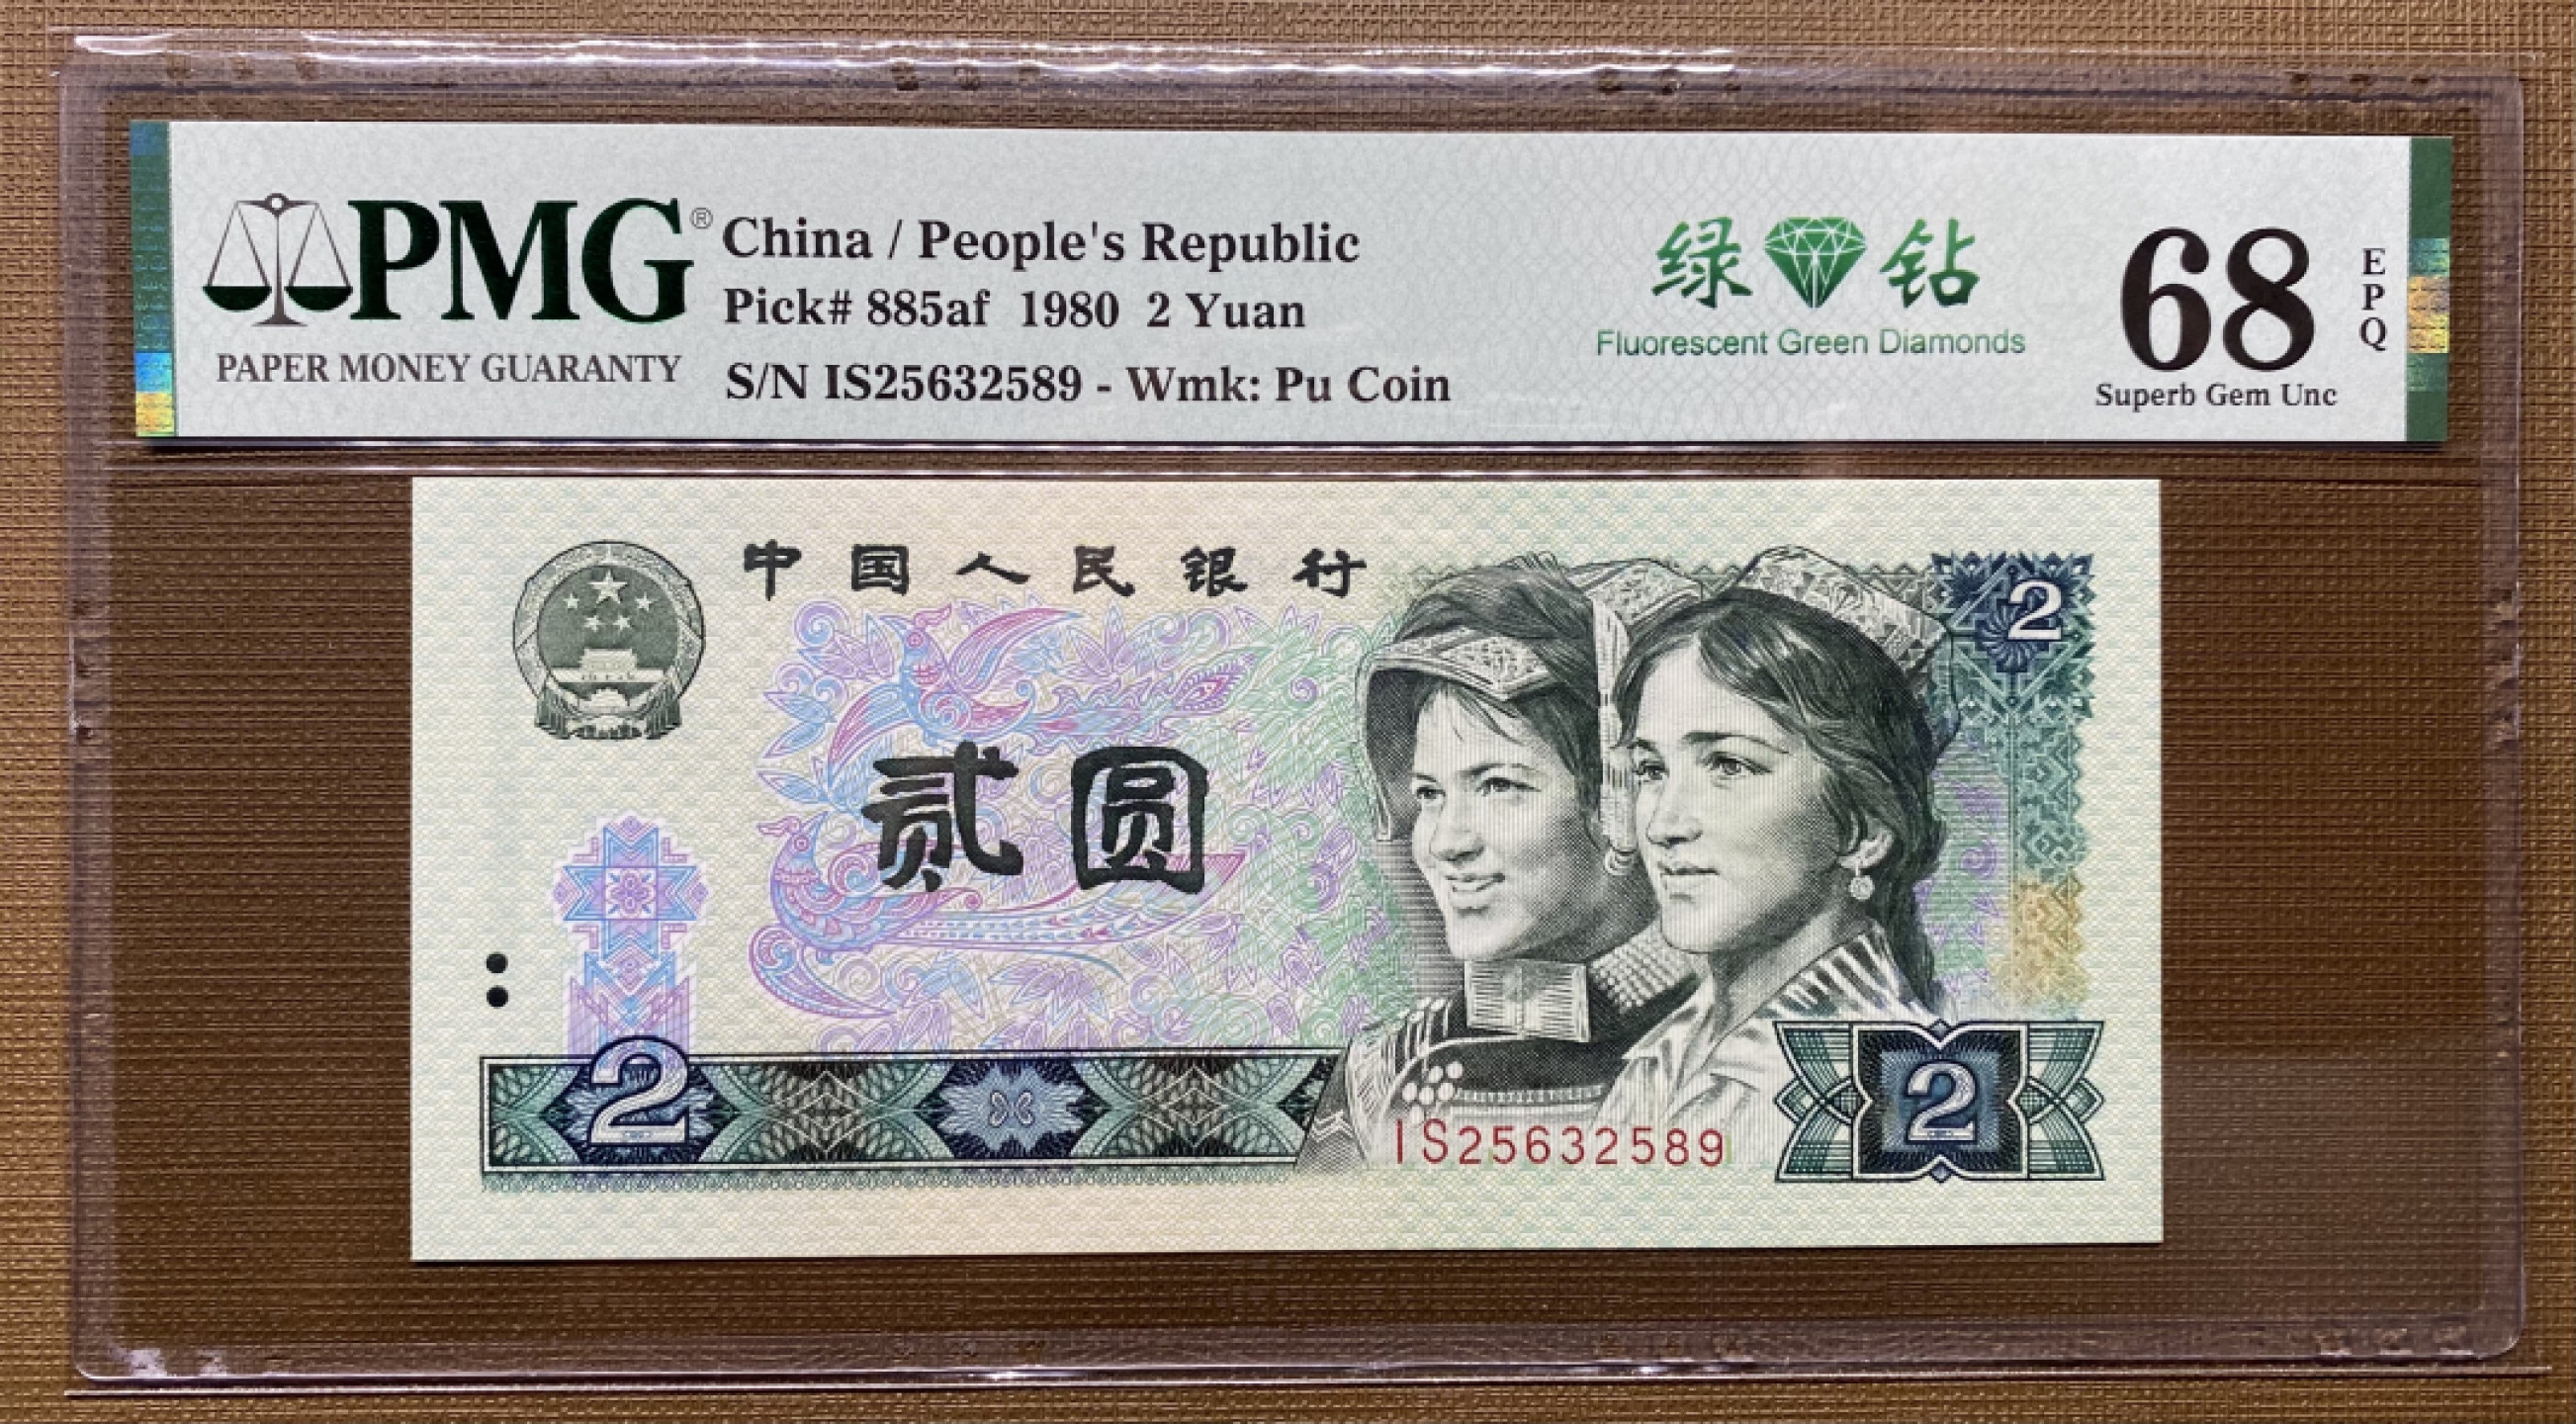 PMG®
PAPER MONEY GUARANTY
China / People's Republic
Pick# 885af 1980 2 Yuan
S/N IS25632589 - Wmk: Pu Coin
绿钻
Fluorescent Green Diamonds
68
EPQ
Superb Gem Unc
中国人民银行
2
贰圆
2
IS25632589
2